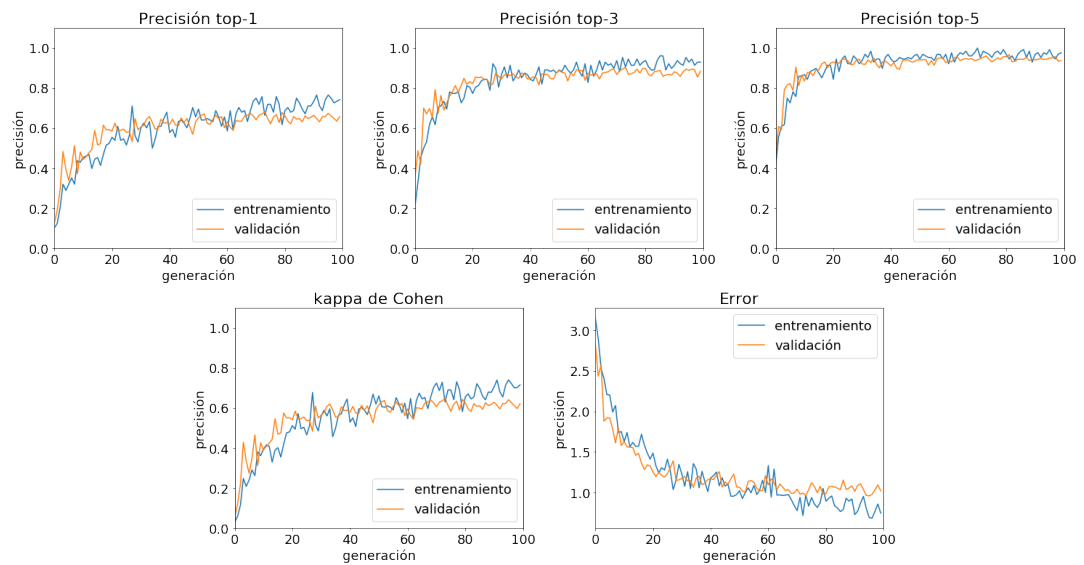 Precisión top-1
Precisión top-3
Precisión top-5
precisión
1.0
0.8
0.6
0.4
0.2
0.0
0
20
40
60
80
100
generación
entrenamiento
validación
precisión
1.0
0.8
0.6
0.4
0.2
0.0
0
20
40
60
80
100
generación
entrenamiento
validación
precisión
1.0
0.8
0.6
0.4
0.2
0.0
0
20
40
60
80
100
generación
entrenamiento
validación
kappa de Cohen
Error
precisión
1.0
0.8
0.6
0.4
0.2
0.0
0
20
40
60
80
100
generación
entrenamiento
validación
precisión
3.0
2.5
2.0
1.5
1.0
0
20
40
60
80
100
generación
entrenamiento
validación